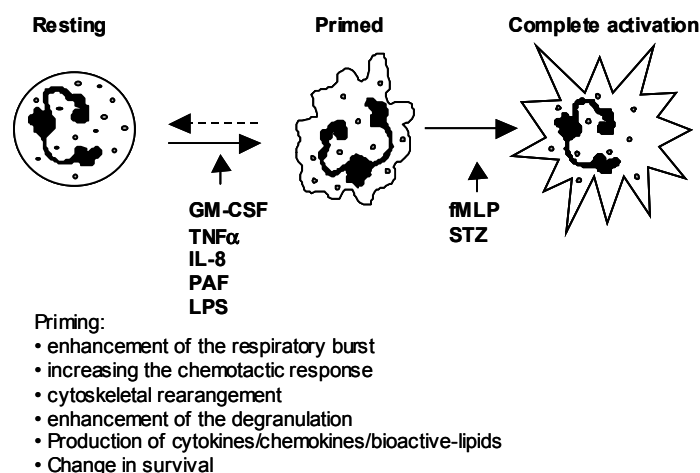 Resting Primed Complete activation
GM-CSF fMLP
TNFα STZ
IL-8
PAF
LPS
Priming:
• enhancement of the respiratory burst
• increasing the chemotactic response
• cytoskeletal rearangement
• enhancement of the degranulation
• Production of cytokines/chemokines/bioactive-lipids
• Change in survival